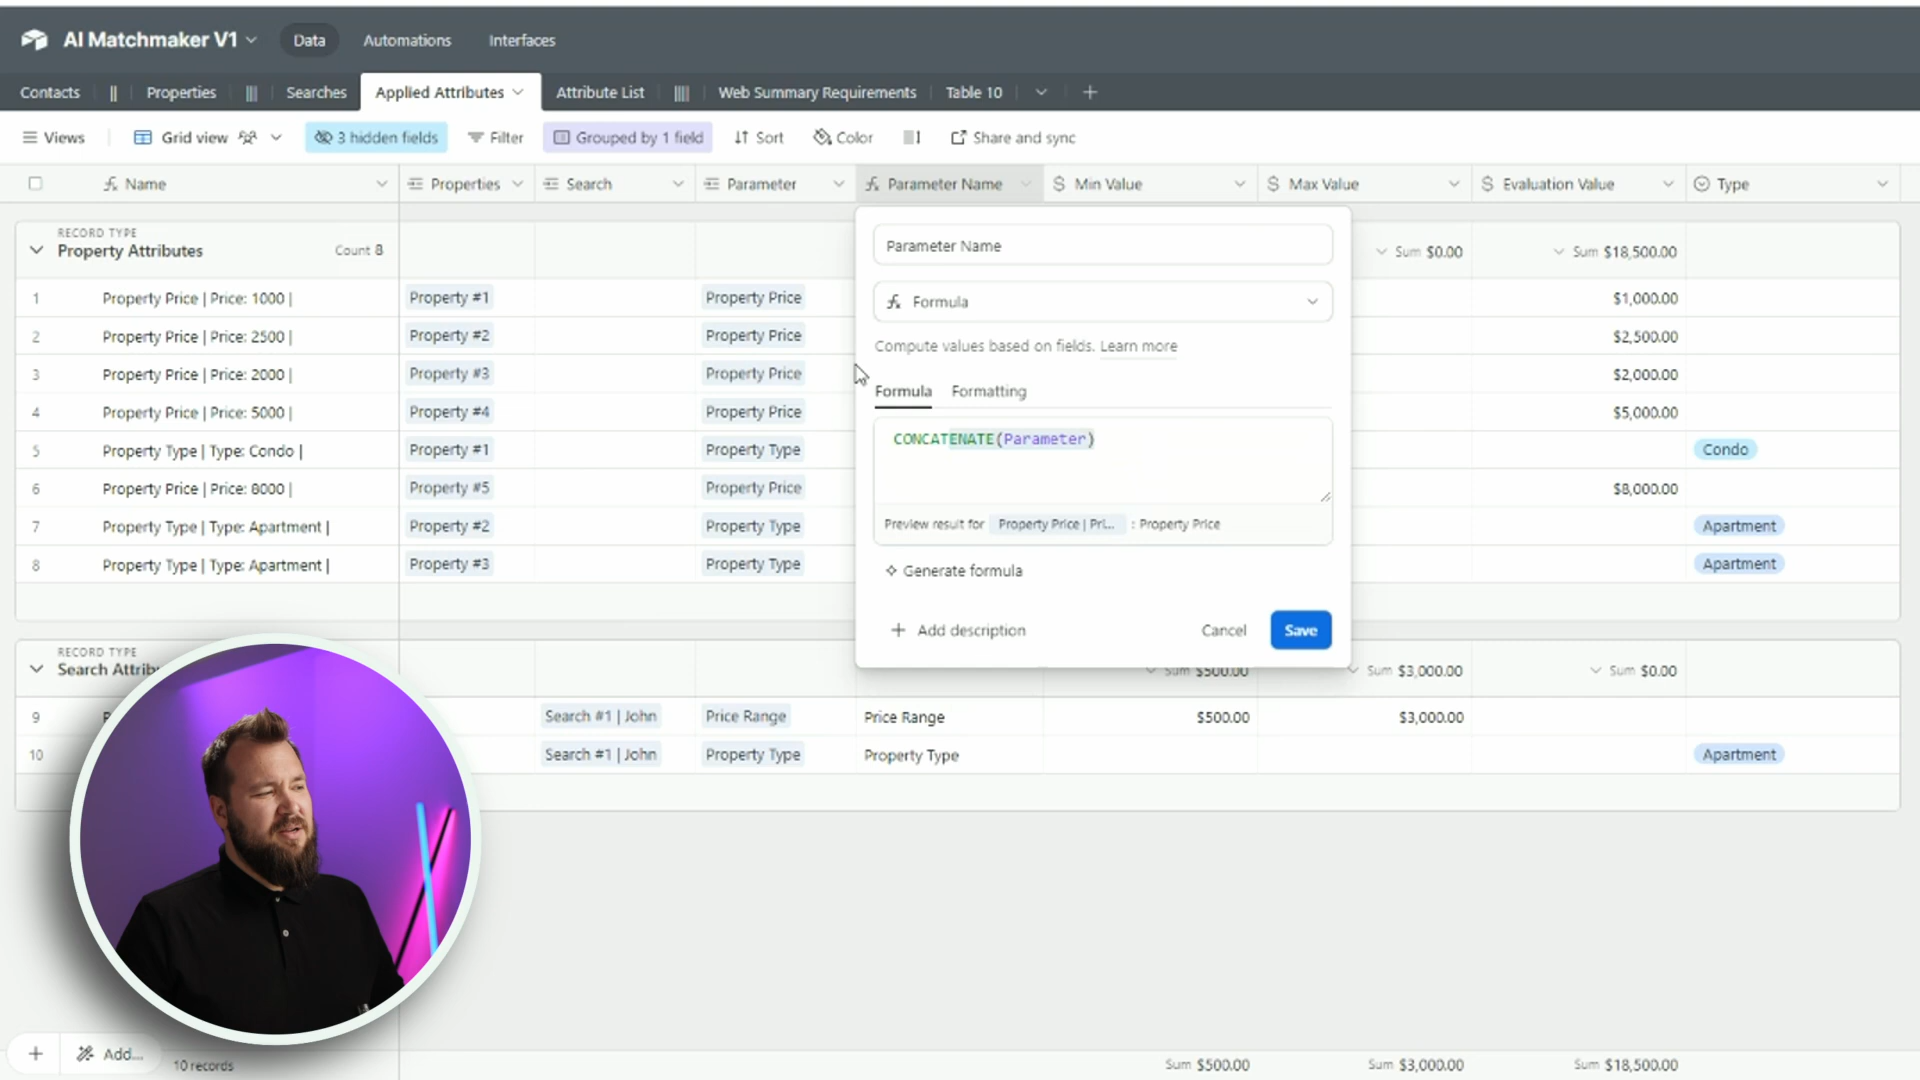 AI Matchmaker V1
Data
Automations
Interfaces
Contacts
Properties
Searches
Applied Attributes
Attribute List
Web Summary Requirements
Table 10
Views
Grid view
3 hidden fields
Filter
Grouped by 1 field
Sort
Color
Share and sync
Name
Properties
Search
Parameter
Parameter Name
Min Value
Max Value
Evaluation Value
Type
RECORD TYPE
Property Attributes
Count 8
Sum $0.00
Sum $18,500.00
1 Property Price | Price: 1000 | Property #1 Property Price $1,000.00
2 Property Price | Price: 2500 | Property #2 Property Price $2,500.00
3 Property Price | Price: 2000 | Property #3 Property Price $2,000.00
4 Property Price | Price: 5000 | Property #4 Property Price $5,000.00
5 Property Type | Type: Condo | Property #1 Property Type Condo
6 Property Price | Price: 8000 | Property #5 Property Price $8,000.00
7 Property Type | Type: Apartment | Property #2 Property Type Apartment
8 Property Type | Type: Apartment | Property #3 Property Type Apartment
Parameter Name
Formula
Compute values based on fields. Learn more
Formula Formatting
CONCATENATE(Parameter)
Preview result for Property Price | Pri... : Property Price
Generate formula
Add description
Cancel
Save
RECORD TYPE
Search Attrib
Sum $500.00
Sum $3,000.00
Sum $0.00
9 Search #1 | John Price Range Price Range $500.00 $3,000.00
10 Search #1 | John Property Type Property Type Apartment
Add...
10 records
Sum $500.00
Sum $3,000.00
Sum $18,500.00